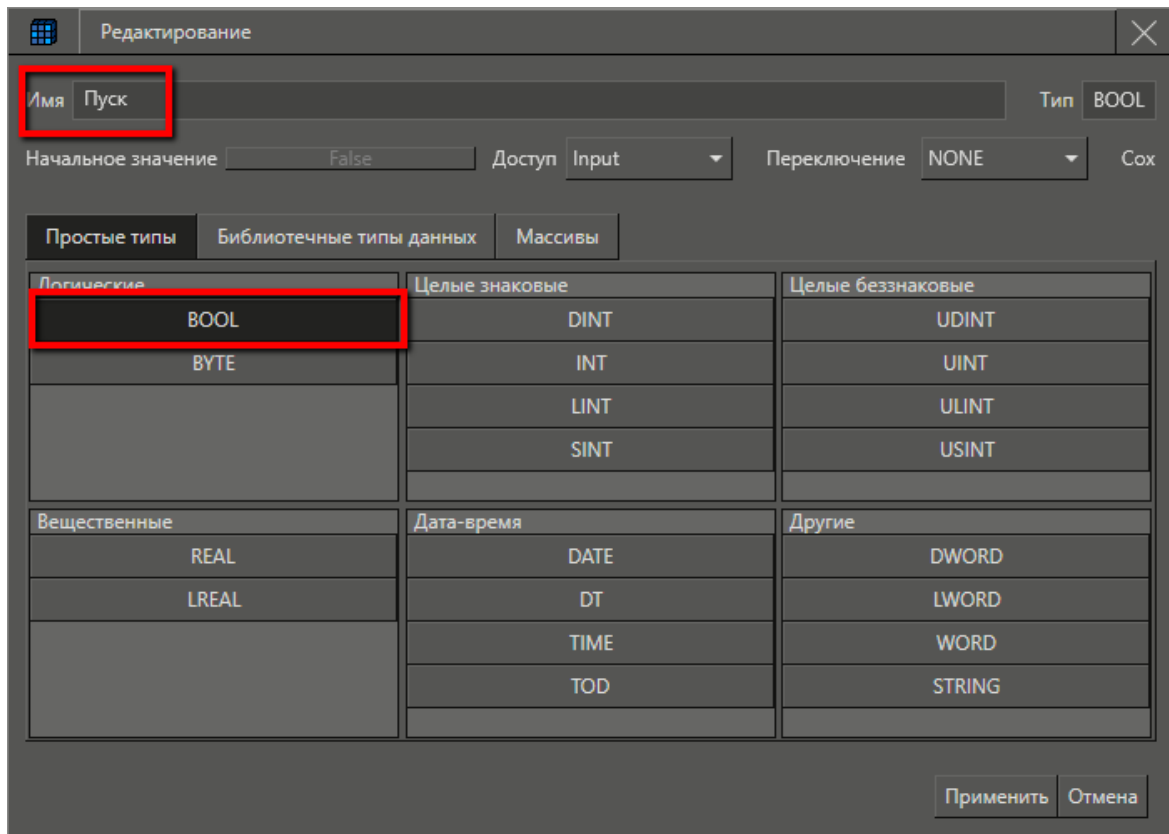 Редактирование
Имя Пуск Тип BOOL
Начальное значение False Доступ Input Переключение NONE Сох
Простые типы Библиотечные типы данных Массивы
Логические Целые знаковые Целые беззнаковые
BOOL DINT UDINT
BYTE INT UINT
LINT ULINT
SINT USINT
Вещественные Дата-время Другие
REAL DATE DWORD
LREAL DT LWORD
TIME WORD
TOD STRING
Применить Отмена